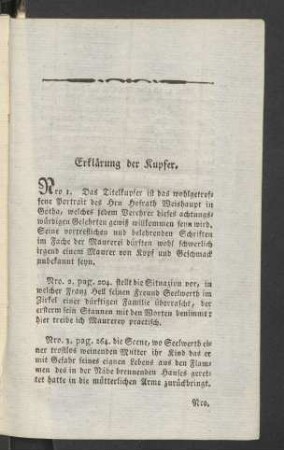 Erklärung der Kupfer.
Nro 1. Das Titelkupfer ist das wohlgetrof-
fene Portrait des Hrn Hofrath Weishaupt in
Gotha, welches jedem Verehrer dieses achtungs-
würdigen Gelehrten gewiß willkommen seyn wird.
Seine vortreflichen und belehrenden Schriften
im Fache der Maurerei dürften wohl schwerlich
irgend einem Maurer von Kopf und Geschmack
unbekannt seyn.
Nro. 2. pag. 204. stellt die Situazion vor, in
welcher Franz Hell seinen Freund Seelwerth im
Zirkel einer dürftigen Familie überrascht, der
ersterm sein Staunen mit den Worten benimmt:
hier treibe ich Maurerey practisch.
Nro. 3. pag. 264. die Scene, wo Seelwerth ei-
ner trostlos weinenden Mutter ihr Kind das er
mit Gefahr seines eignen Lebens aus den Flam-
men des in der Nähe brennenden Hauses geret-
tet hatte in die mütterlichen Arme zurückbringt.
Nro.